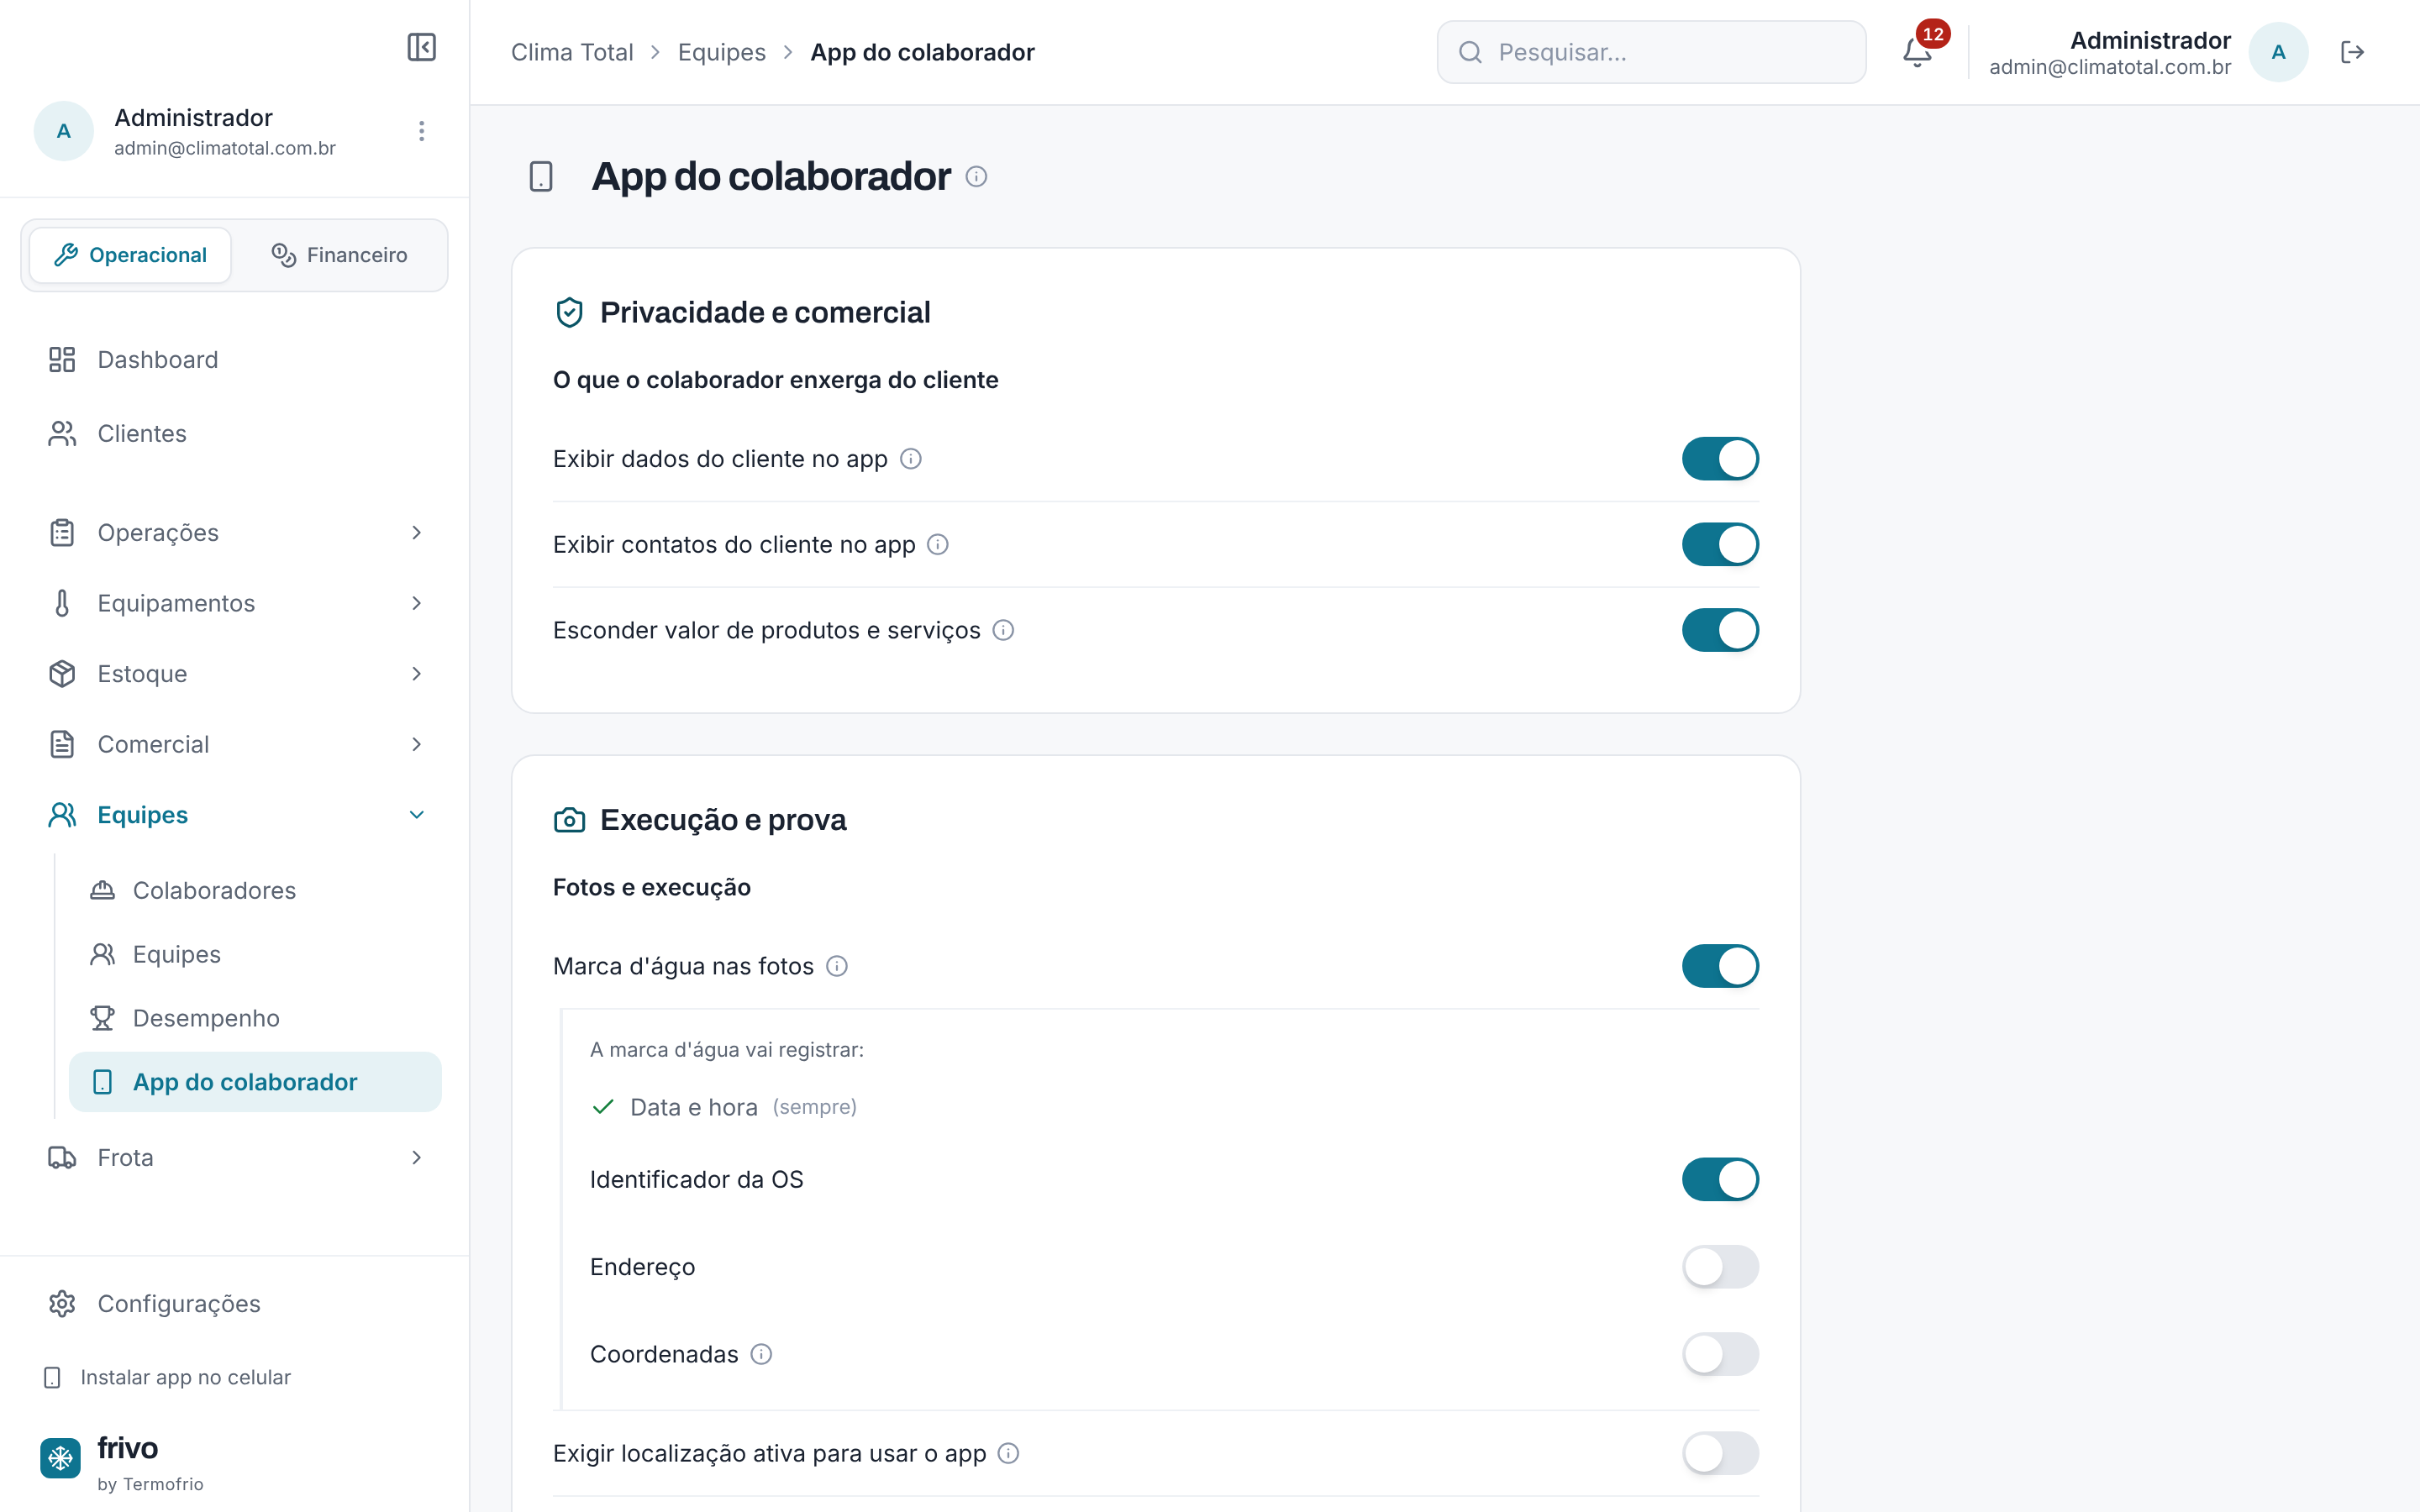 Administrador
admin@climatotal.com.br
Operacional
Financeiro
Dashboard
Clientes
Operações
Equipamentos
Estoque
Comercial
Equipes
Colaboradores
Equipes
Desempenho
App do colaborador
Frota
Configurações
Instalar app no celular
frivo
by Termofrio
Clima Total > Equipes > App do colaborador
Pesquisar...
12
Administrador
admin@climatotal.com.br
A
A
App do colaborador
Privacidade e comercial
O que o colaborador enxerga do cliente
Exibir dados do cliente no app
Exibir contatos do cliente no app
Esconder valor de produtos e serviços
Execução e prova
Fotos e execução
Marca d'água nas fotos
A marca d'água vai registrar:
Data e hora (sempre)
Identificador da OS
Endereço
Coordenadas
Exigir localização ativa para usar o app